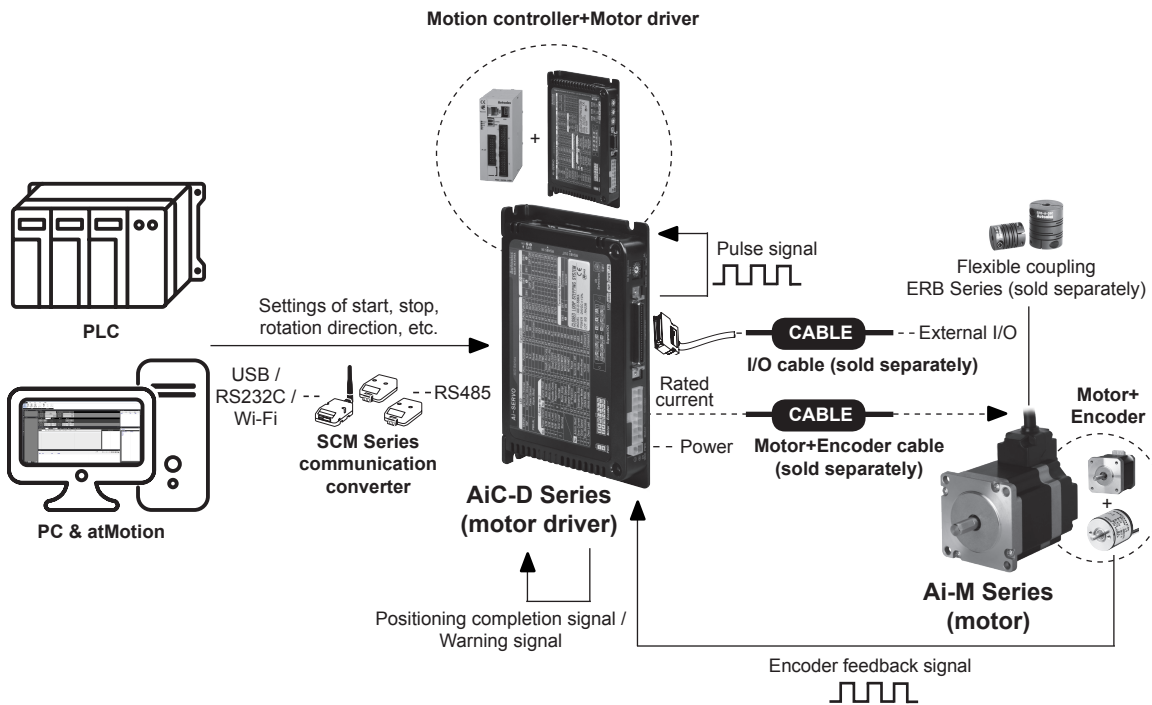 Motion controller+Motor driver
+
PLC
Settings of start, stop,
rotation direction, etc.
USB /
RS232C /
Wi-Fi
RS485
SCM Series
communication
converter
PC & atMotion
Pulse signal
CABLE
External I/O
I/O cable (sold separately)
Rated
current
CABLE
Motor+Encoder cable
(sold separately)
Power
AiC-D Series
(motor driver)
Positioning completion signal /
Warning signal
Flexible coupling
ERB Series (sold separately)
Motor+
Encoder
+
Ai-M Series
(motor)
Encoder feedback signal